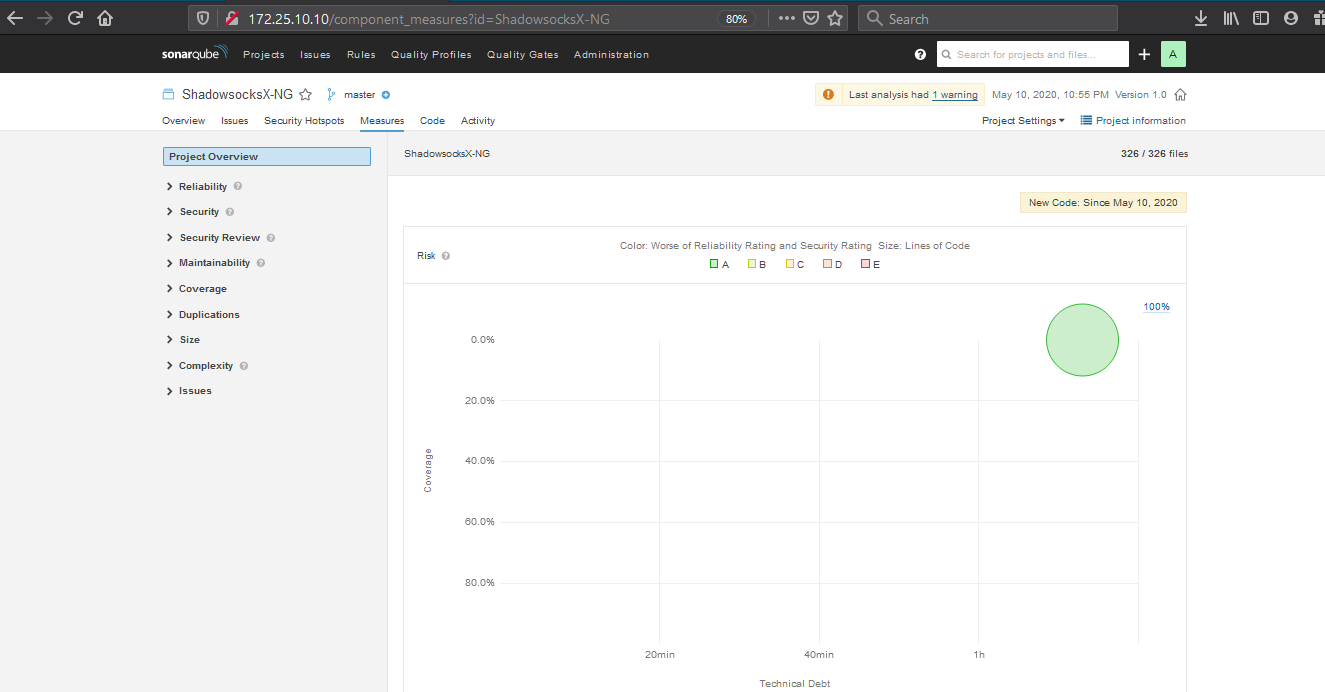 172.25.10.10/component_measures?id=ShadowsocksX-NG 80% Search
sonarqube Projects Issues Rules Quality Profiles Quality Gates Administration ? Search for projects and files... A
ShadowsocksX-NG master Last analysis had 1 warning May 10, 2020, 10:55 PM Version 1.0
Overview Issues Security Hotspots Measures Code Activity Project Settings Project information
Project Overview
Reliability ?
Security ?
Security Review ?
Maintainability ?
Coverage
Duplications
Size
Complexity ?
Issues
ShadowsocksX-NG 326 / 326 files
New Code: Since May 10, 2020
Risk ?
Color: Worse of Reliability Rating and Security Rating Size: Lines of Code
A B C D E
100%
0.0%
20.0%
40.0%
60.0%
80.0%
Coverage
20min 40min 1h
Technical Debt